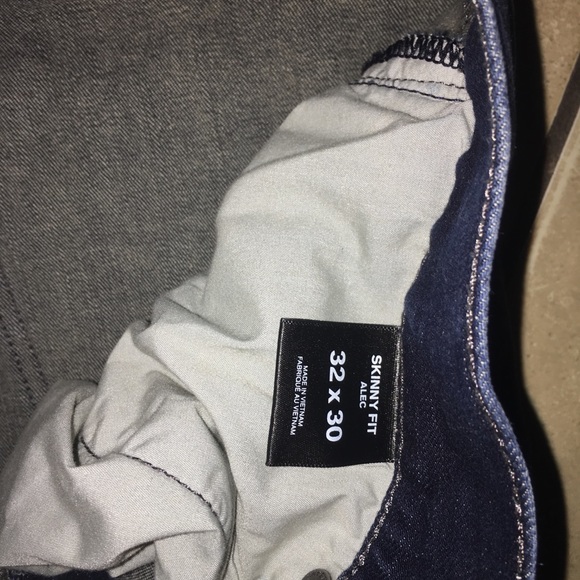 SKINNY FIT
ALEC
32 x 30
MADE IN VIETNAM
FABRIQUÉ AU VIETNAM